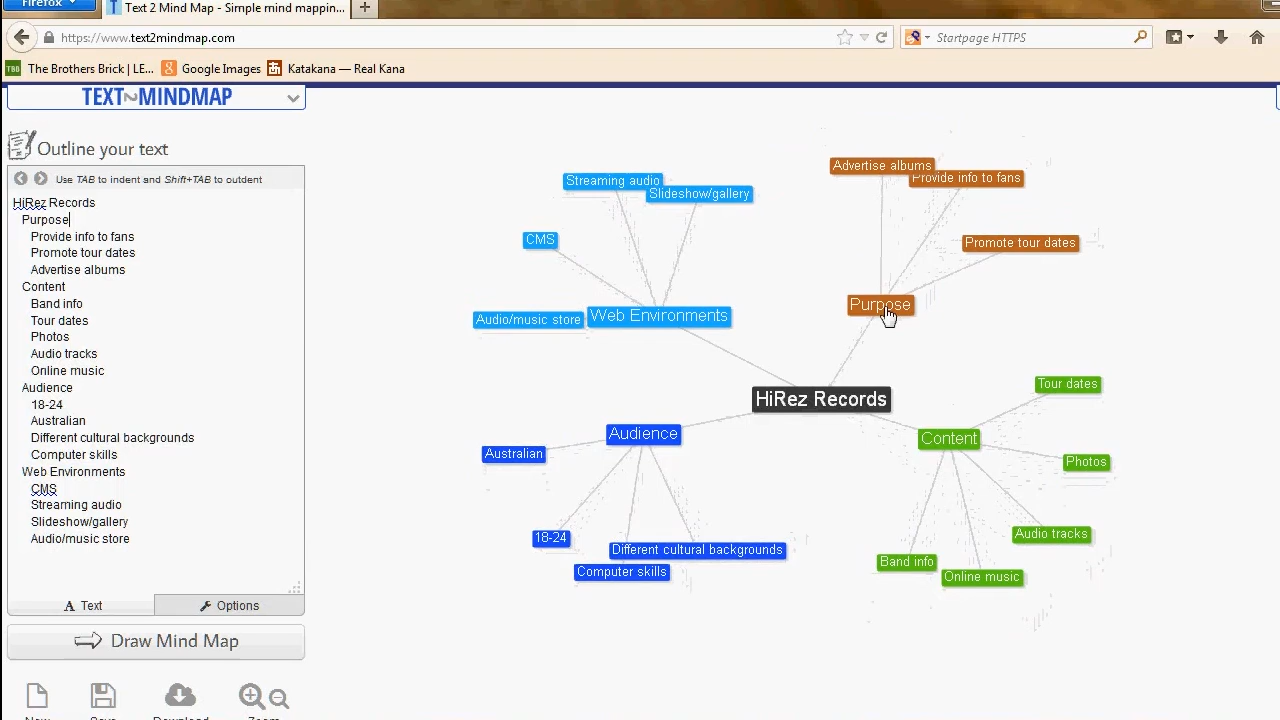 Firefox
Text 2 Mind Map - Simple mind mappin...
https://www.text2mindmap.com
Startpage HTTPS
TBB
The Brothers Brick | LE...
Google Images
Katakana — Real Kana
TEXT2MINDMAP
Outline your text
Use TAB to indent and Shift+TAB to outdent
HiRez Records
Purpose
Provide info to fans
Promote tour dates
Advertise albums
Content
Band info
Tour dates
Photos
Audio tracks
Online music
Audience
18-24
Australian
Different cultural backgrounds
Computer skills
Web Environments
CMS
Streaming audio
Slideshow/gallery
Audio/music store
Text
Options
Draw Mind Map
New
Save
Download
Zoom
Streaming audio
Slideshow/gallery
CMS
Audio/music store
Web Environments
Advertise albums
Provide info to fans
Promote tour dates
Purpose
HiRez Records
Audience
Australian
18-24
Different cultural backgrounds
Computer skills
Tour dates
Content
Photos
Audio tracks
Band info
Online music